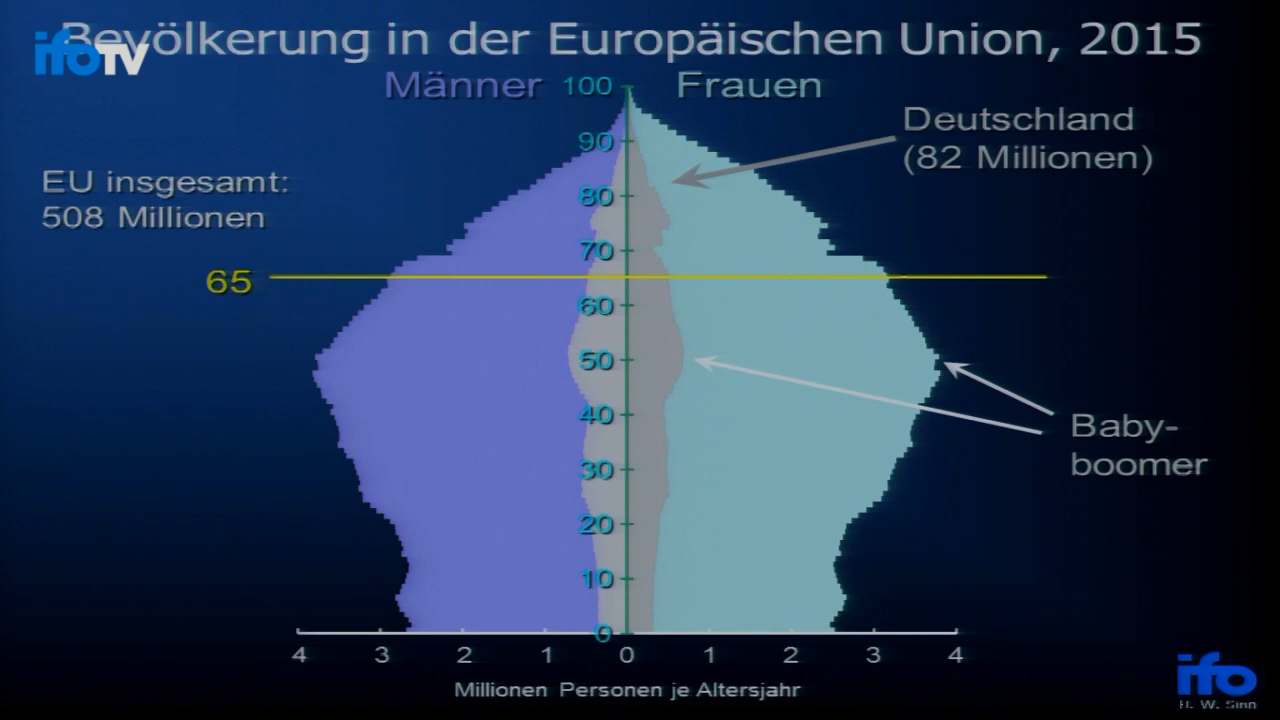 Bevölkerung in der Europäischen Union, 2015
ifoTV
Männer 100 Frauen
Deutschland
(82 Millionen)
90
EU insgesamt:
508 Millionen
80
70
65
60
50
40
Baby-
boomer
30
20
10
0
4 3 2 1 0 1 2 3 4
Millionen Personen je Altersjahr
ifo
H. W. Sinn